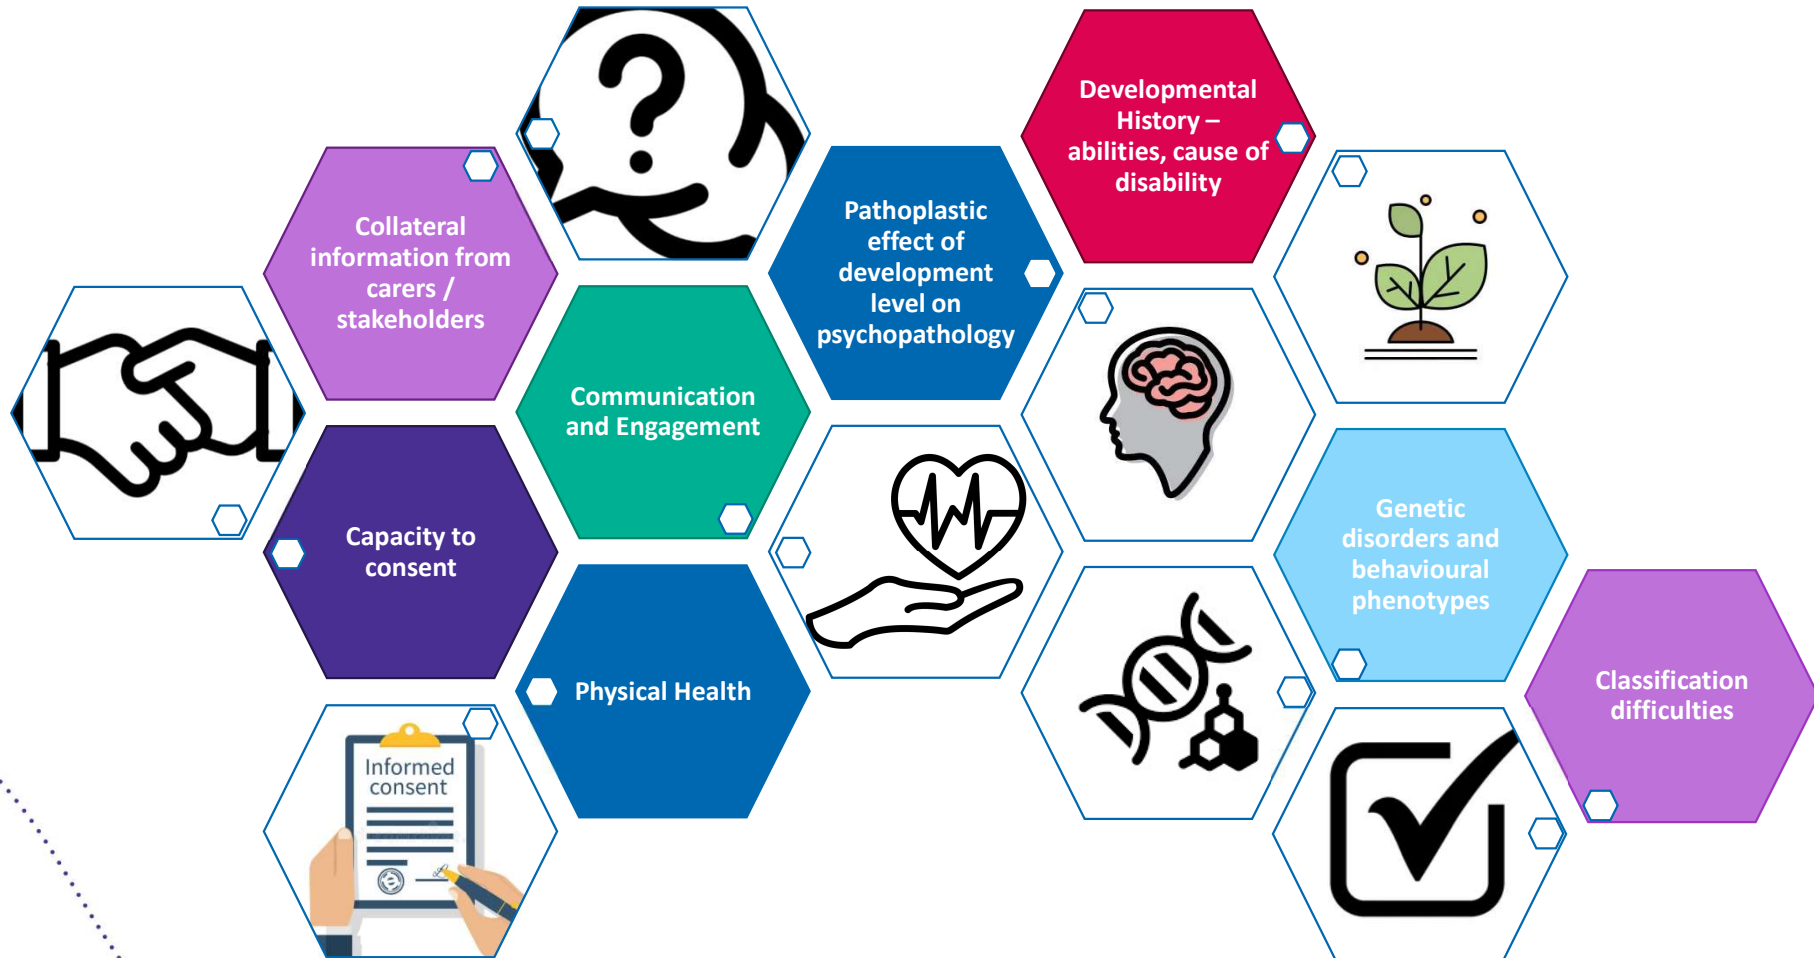 Developmental
History –
abilities, cause of
disability
Collateral
information from
carers /
stakeholders
Pathoplastic
effect of
development
level on
psychopathology
Communication
and Engagement
Capacity to
consent
Genetic
disorders and
behavioural
phenotypes
Physical Health
Classification
difficulties
Informed
consent